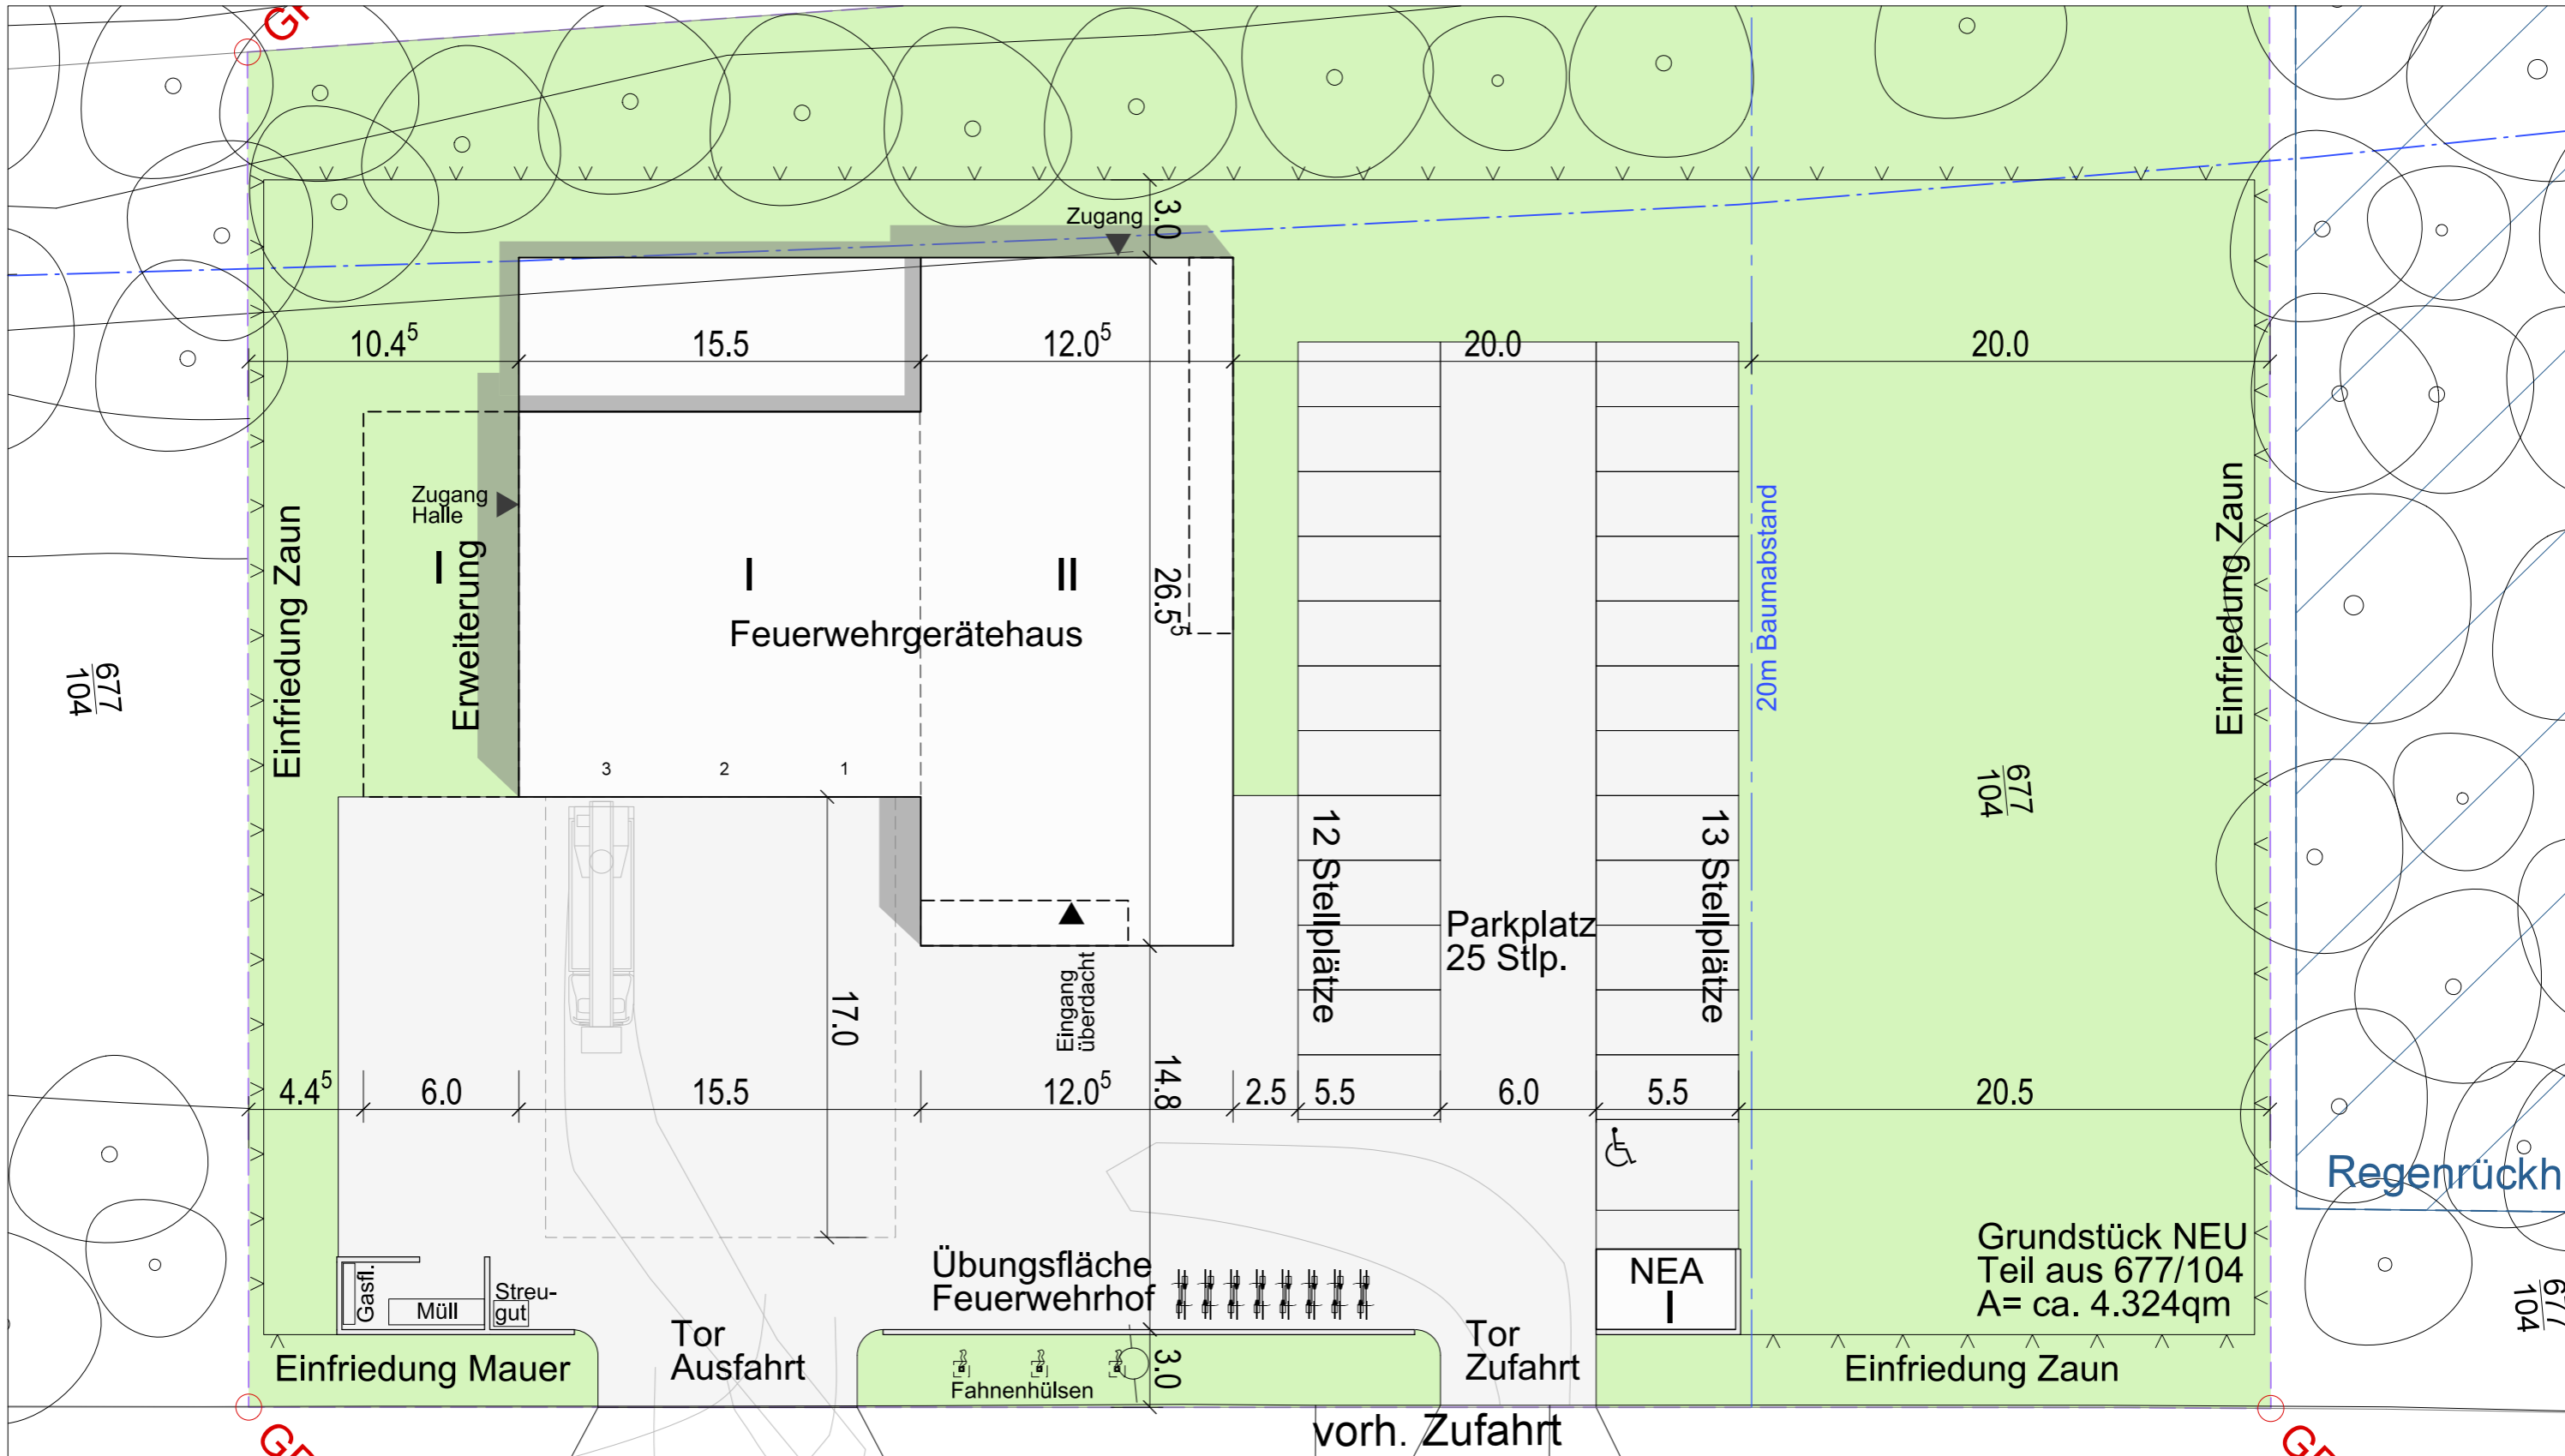 Zugang
3.0
10.4⁵
15.5
12.0⁵
20.0
20.0
Zugang
Halle
I
Erweiterung
Einfriedung Zaun
I
II
Feuerwehrgerätehaus
26.5⁵
20m Baumabstand
Einfriedung Zaun
677
104
677
104
3
2
1
12 Stellplätze
13 Stellplätze
Parkplatz
25 Stlp.
Eingang
überdacht
17.0
14.8
4.4⁵
6.0
15.5
12.0⁵
2.5
5.5
6.0
5.5
20.5
Regenrückh
Grundstück NEU
Teil aus 677/104
A= ca. 4.324qm
677
104
Übungsfläche
Feuerwehrhof
NEA
I
Gasfl.
Müll
Streu-
gut
Tor
Ausfahrt
Tor
Zufahrt
Einfriedung Mauer
Fahnenhülsen
3.0
Einfriedung Zaun
vorh. Zufahrt